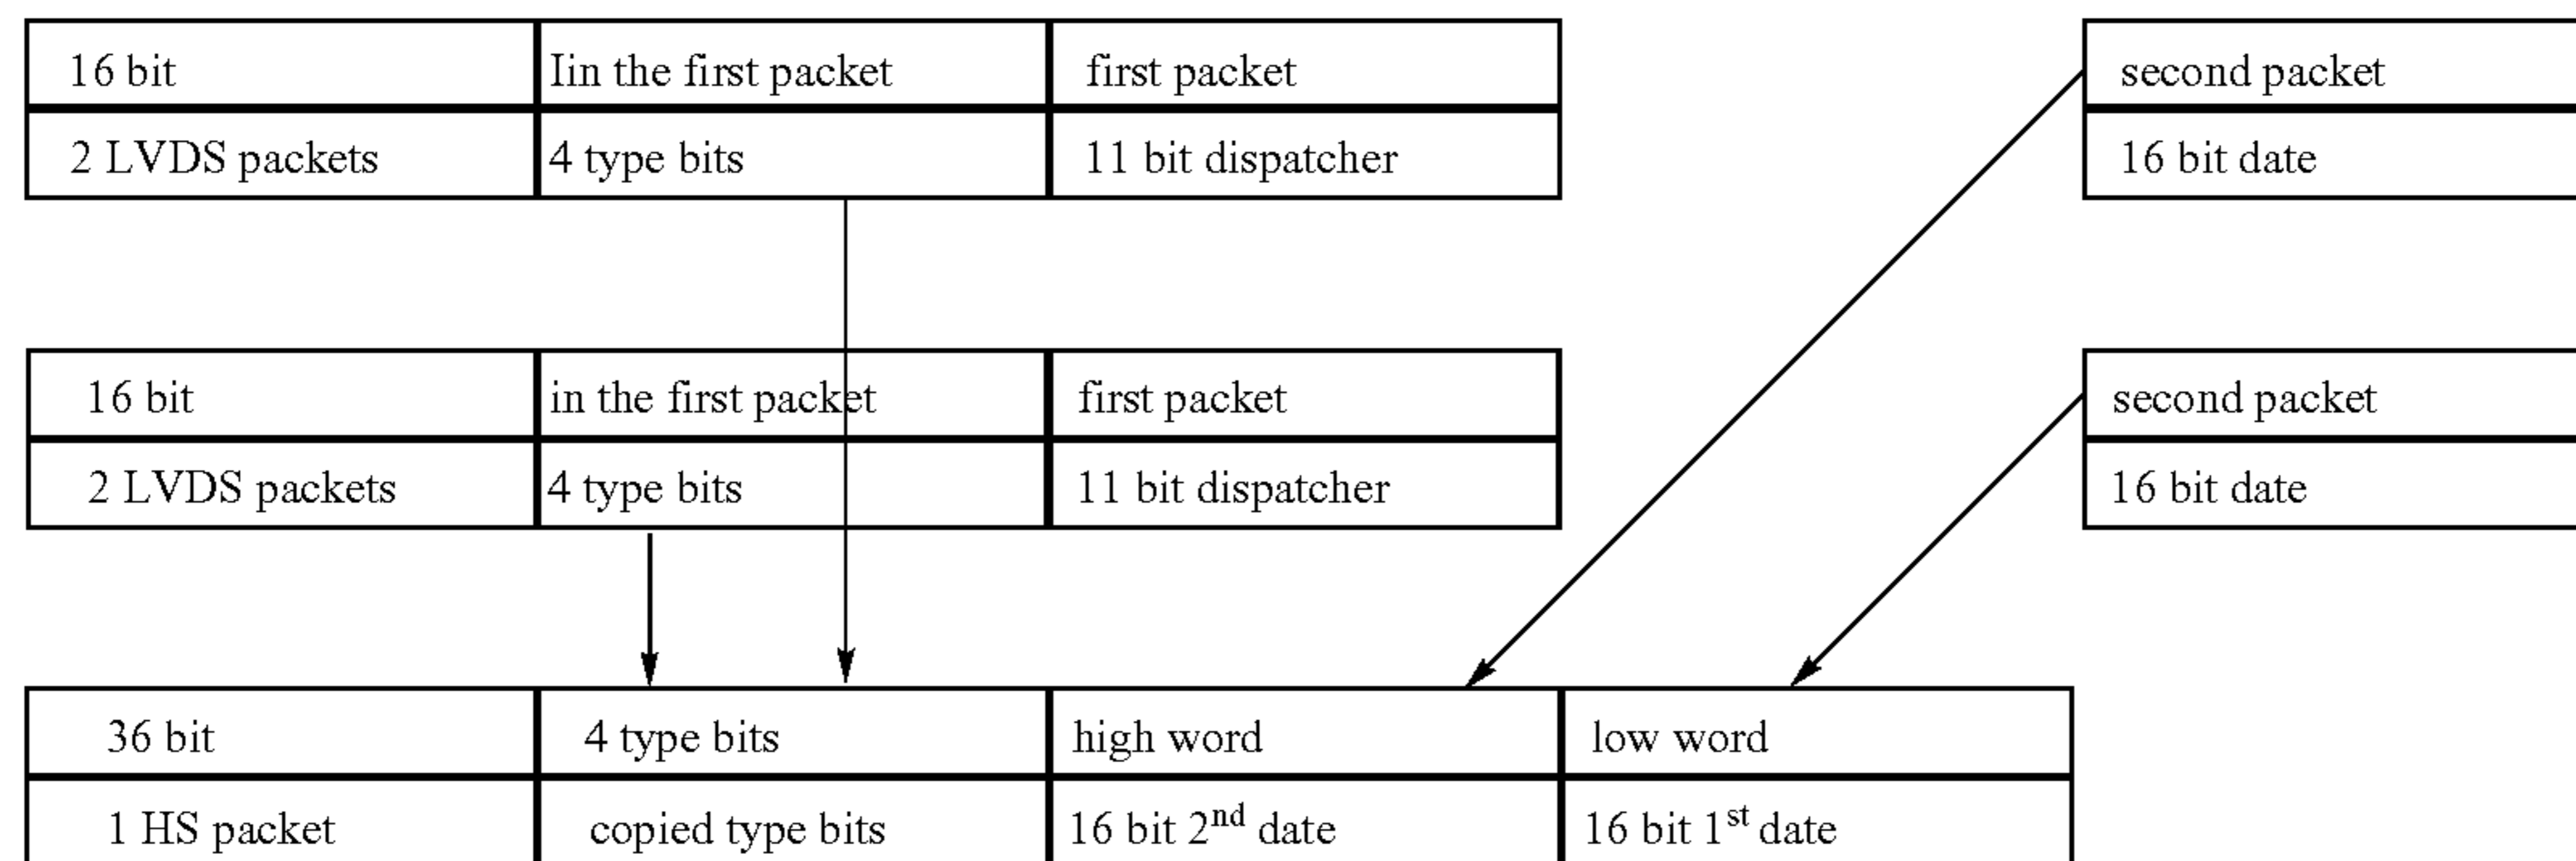 16 bit Iin the first packet first packet second packet
2 LVDS packets 4 type bits 11 bit dispatcher 16 bit date
16 bit in the first packet first packet second packet
2 LVDS packets 4 type bits 11 bit dispatcher 16 bit date
36 bit 4 type bits high word low word
1 HS packet copied type bits 16 bit 2nd date 16 bit 1st date